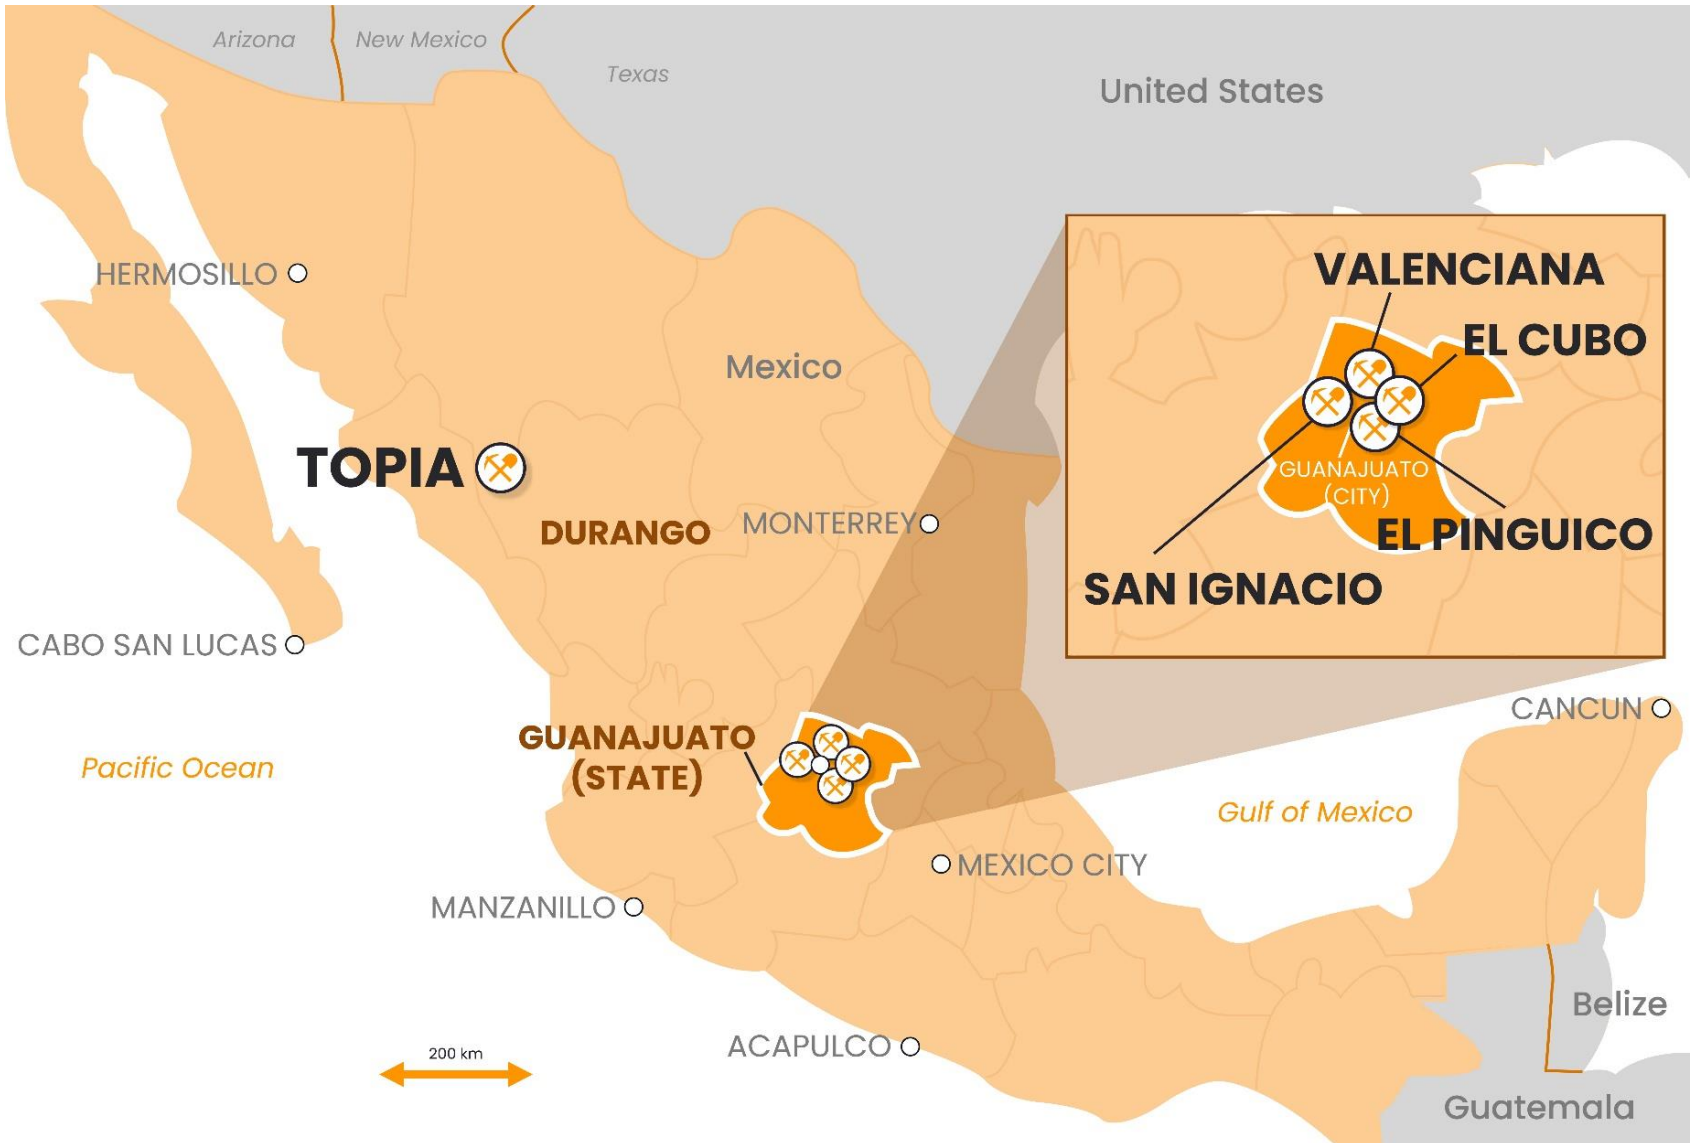 Arizona
New Mexico
Texas
United States
HERMOSILLO
Mexico
TOPIA
DURANGO
MONTERREY
CABO SAN LUCAS
Pacific Ocean
GUANAJUATO
(STATE)
VALENCIANA
EL CUBO
GUANAJUATO
(CITY)
EL PINGUICO
SAN IGNACIO
CANCUN
Gulf of Mexico
MEXICO CITY
MANZANILLO
ACAPULCO
200 km
Belize
Guatemala